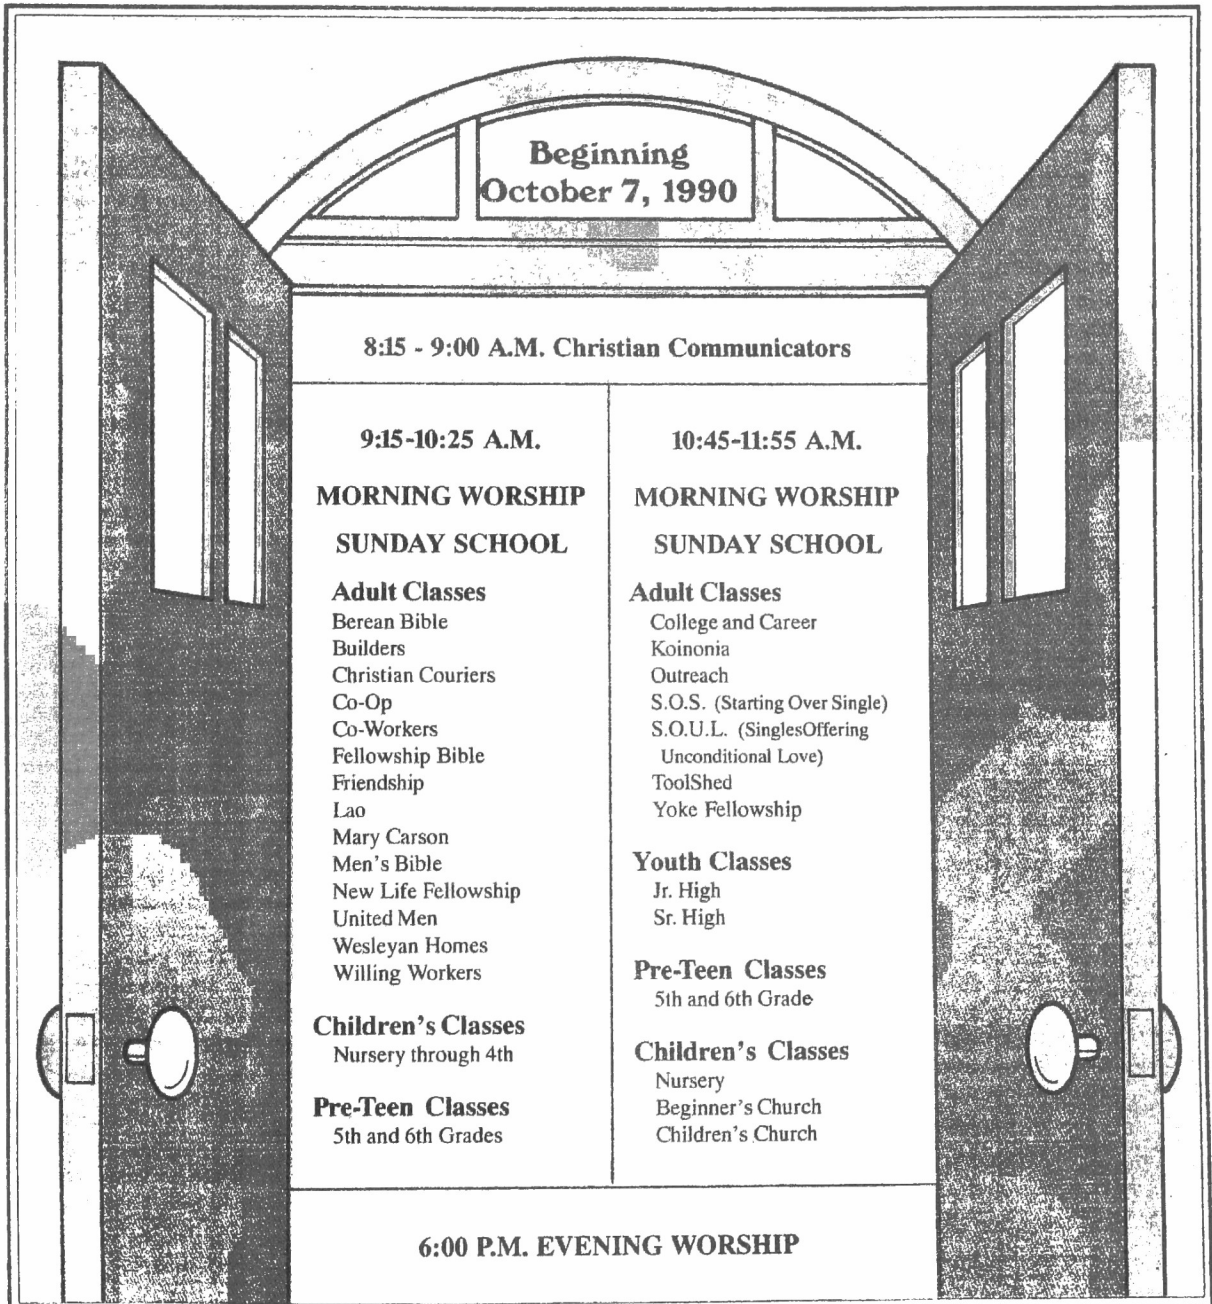 Beginning
October 7, 1990
8:15 - 9:00 A.M. Christian Communicators
9:15-10:25 A.M.
MORNING WORSHIP
SUNDAY SCHOOL
Adult Classes
Berean Bible
Builders
Christian Couriers
Co-Op
Co-Workers
Fellowship Bible
Friendship
Lao
Mary Carson
Men's Bible
New Life Fellowship
United Men
Wesleyan Homes
Willing Workers
Children's Classes
Nursery through 4th
Pre-Teen Classes
5th and 6th Grades
10:45-11:55 A.M.
MORNING WORSHIP
SUNDAY SCHOOL
Adult Classes
College and Career
Koinonia
Outreach
S.O.S. (Starting Over Single)
S.O.U.L. (SinglesOffering
Unconditional Love)
ToolShed
Yoke Fellowship
Youth Classes
Jr. High
Sr. High
Pre-Teen Classes
5th and 6th Grade
Children's Classes
Nursery
Beginner's Church
Children's Church
6:00 P.M. EVENING WORSHIP